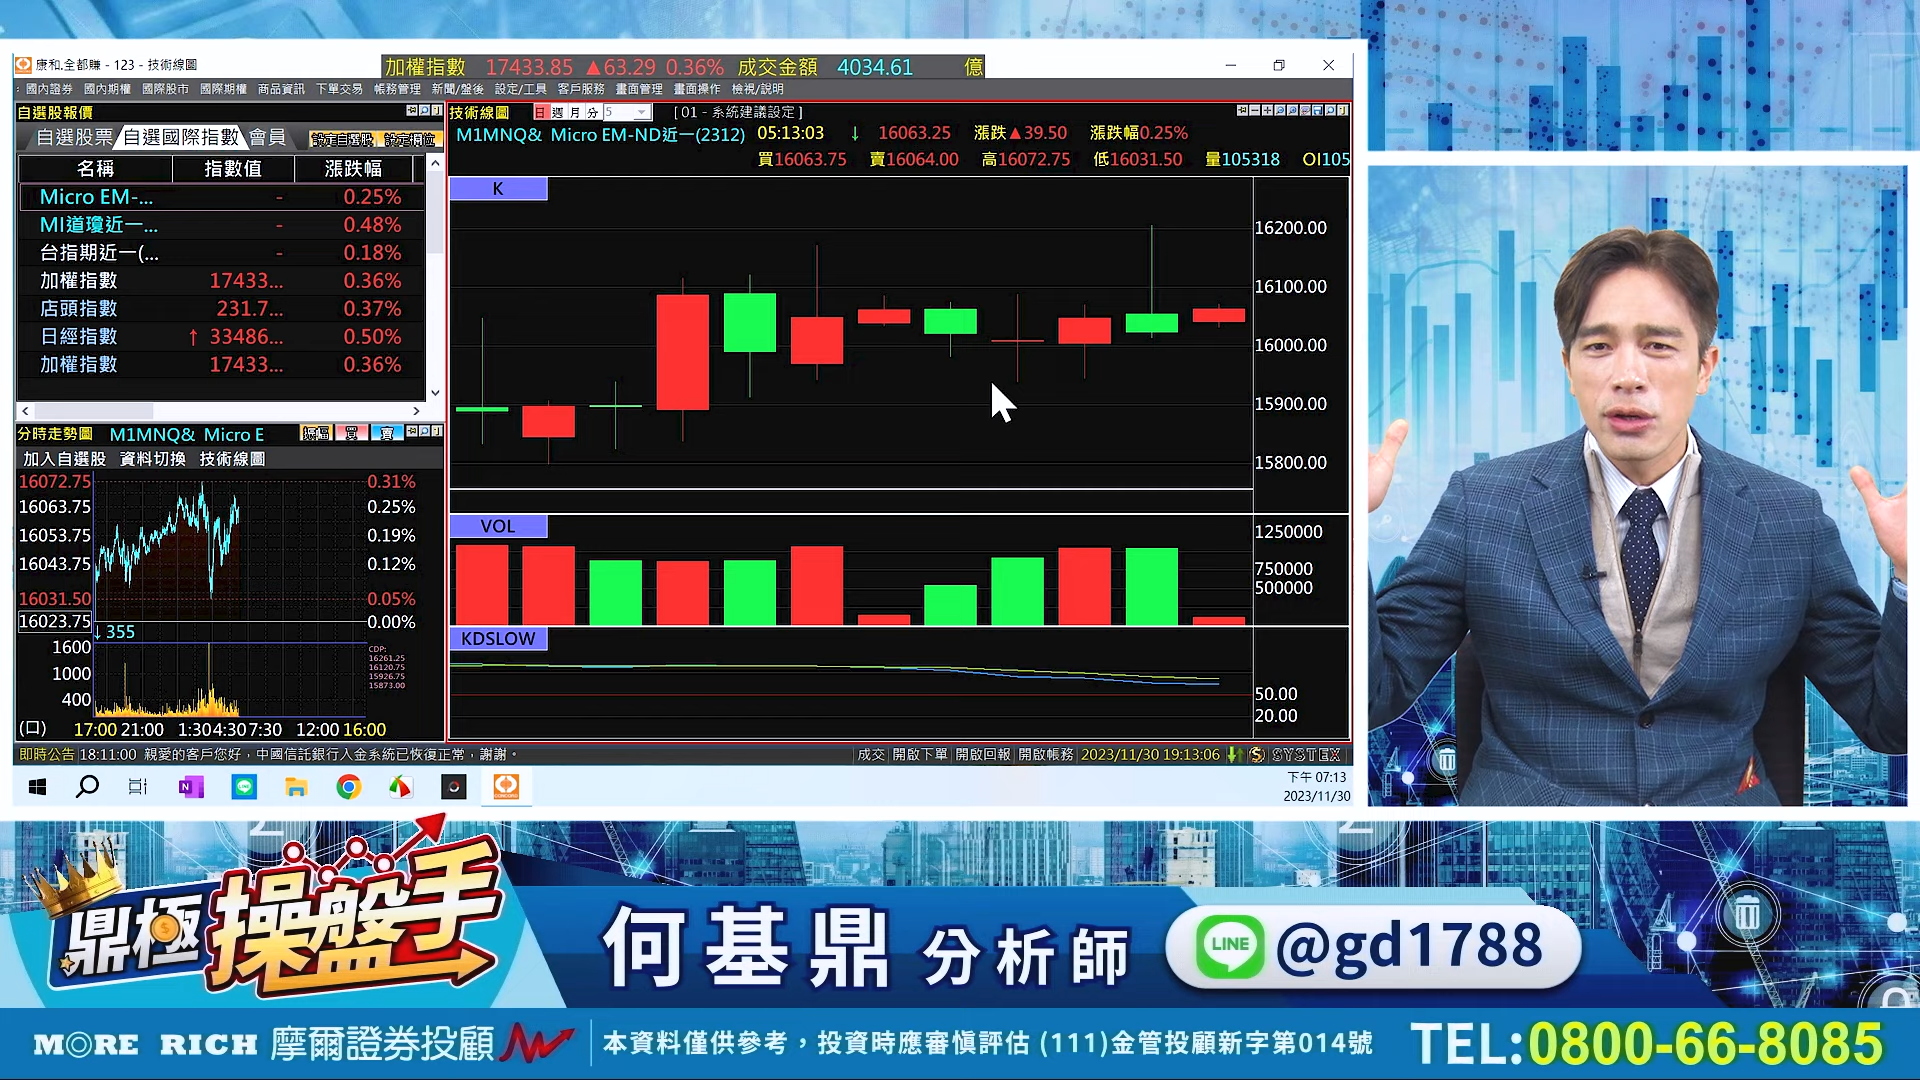 康和.全都賺 - 123 - 技術線圖
加權指數 17433.85 ▲63.29 0.36% 成交金額 4034.61 億
國內證券 國內期權 國際股市 國際期權 商品資訊 下單交易 帳務管理 新聞/盤後 設定/工具 客戶服務 畫面管理 畫面操作 檢視/說明
自選股報價
自選股票 自選國際指數 會員 設定自選股 設定欄位
名稱 指數值 漲跌幅
Micro EM-... - 0.25%
MI道瓊近一... - 0.48%
台指期近一(... - 0.18%
加權指數 17433... 0.36%
店頭指數 231.7... 0.37%
日經指數 ↑ 33486... 0.50%
加權指數 17433... 0.36%
分時走勢圖 M1MNQ& Micro E 買 賣
加入自選股 資料切換 技術線圖
16072.75 0.31%
16063.75 0.25%
16053.75 0.19%
16043.75 0.12%
16031.50 0.05%
16023.75 0.00%
↓355
1600
1000
400
CDP:
16261.25
16120.75
15926.75
15873.00
(口) 17:00 21:00 1:30 4:30 7:30 12:00 16:00
技術線圖 日 週 月 分 5 [ 01 - 系統建議設定 ]
M1MNQ& Micro EM-ND近一(2312) 05:13:03 ↓ 16063.25 漲跌▲39.50 漲跌幅0.25%
買16063.75 賣16064.00 高16072.75 低16031.50 量105318 OI105
K
16200.00
16100.00
16000.00
15900.00
15800.00
VOL
1250000
750000
500000
KDSLOW
50.00
20.00
即時公告 18:11:00 親愛的客戶您好，中國信託銀行入金系統已恢復正常，謝謝。 成交 開啟下單 開啟回報 開啟帳務 2023/11/30 19:13:06 SYSTEX
下午 07:13
2023/11/30
鼎極操盤手
何基鼎 分析師
LINE @gd1788
MORE RICH 摩爾證券投顧
本資料僅供參考，投資時應審慎評估 (111)金管投顧新字第014號
TEL:0800-66-8085